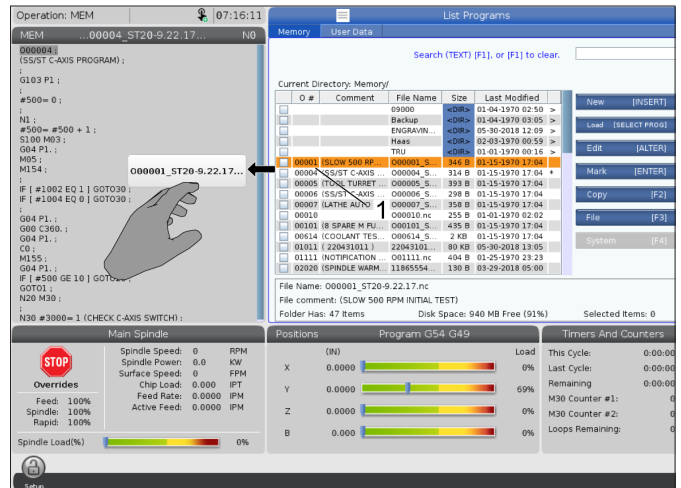 Operation: MEM 07:16:11
MEM ...O00004_ST20-9.22.17... N0
O00004 ;
(SS/ST C-AXIS PROGRAM) ;
;
G103 P1 ;
;
#500= 0 ;
;
N1 ;
#500= #500 + 1 ;
S100 M03 ;
G04 P1. ;
M05 ;
M154 ;
;
IF [ #1002 EQ 1 ] GOTO30 ;
IF [ #1004 EQ 0 ] GOTO30 ;
;
G04 P1. ;
G00 C360. ;
G04 P1. ;
C0 ;
M155 ;
G04 P1. ;
IF [ #500 GE 10 ] GOTO20 ;
GOTO1 ;
N20 M30 ;
;
N30 #3000= 1 (CHECK C-AXIS SWITCH) ;
O00001_ST20-9.22.17...
1
List Programs
Memory User Data
Search (TEXT) [F1], or [F1] to clear.
Current Directory: Memory/
O # Comment File Name Size Last Modified
09000 <DIR> 01-04-1970 02:50 >
Backup <DIR> 01-04-1970 03:05 >
ENGRAVIN... <DIR> 05-30-2018 12:09 >
Haas <DIR> 02-03-1970 00:59 >
TRU <DIR> 01-01-1970 00:16 >
00001 (SLOW 500 RP... O00001_S... 346 B 01-15-1970 17:04
00004 (SS/ST C-AXIS ... O00004_S... 314 B 01-15-1970 17:04 *
00005 (TOOL TURRET ... O00005_S... 393 B 01-15-1970 17:04
00006 (SS/ST C-AXIS ... O00006_S... 298 B 01-15-1970 17:04
00007 (LATHE AUTO O00007_S... 358 B 01-15-1970 17:04
00010 O00010.nc 255 B 01-01-1970 02:02
00101 (8 SPARE M FU... O00101_S... 435 B 01-15-1970 17:04
00614 (COOLANT TES... O00614_S... 2 KB 01-15-1970 17:04
01011 ( 220431011 ) 22043101... 80 KB 05-30-2018 13:05
01111 (NOTIFICATION ... O01111.nc 404 B 01-25-1970 23:23
02020 (SPINDLE WARM... 11865554... 130 B 03-29-2018 05:00
New [INSERT]
Load [SELECT PROG]
Edit [ALTER]
Mark [ENTER]
Copy [F2]
File [F3]
System [F4]
File Name: O00001_ST20-9.22.17.nc
File comment: (SLOW 500 RPM INITIAL TEST)
Folder Has: 47 Items Disk Space: 940 MB Free (91%) Selected Items: 0
Main Spindle
STOP
Overrides
Feed: 100%
Spindle: 100%
Rapid: 100%
Spindle Speed: 0 RPM
Spindle Power: 0.0 KW
Surface Speed: 0 FPM
Chip Load: 0.000 IPT
Feed Rate: 0.0000 IPM
Active Feed: 0.0000 IPM
Spindle Load(%) 0%
Positions Program G54 G49
(IN) Load
X 0.0000 0%
Y 0.0000 69%
Z 0.0000 0%
B 0.000 0%
Timers And Counters
This Cycle: 0:00:00
Last Cycle: 0:00:00
Remaining 0:00:00
M30 Counter #1: 0
M30 Counter #2: 0
Loops Remaining: 0
Setup